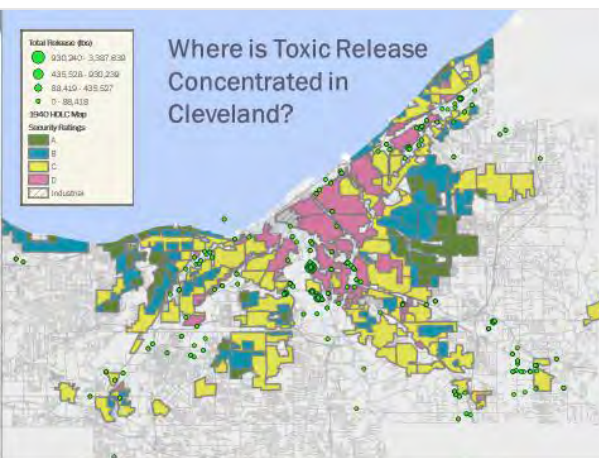 Total Release (lbs)
930,240 - 3,387,839
435,528 - 930,239
88,419 - 435,527
0 - 88,418
1940 HOLC Map
Security Ratings
A
B
C
D
Industrial
Where is Toxic Release
Concentrated in
Cleveland?